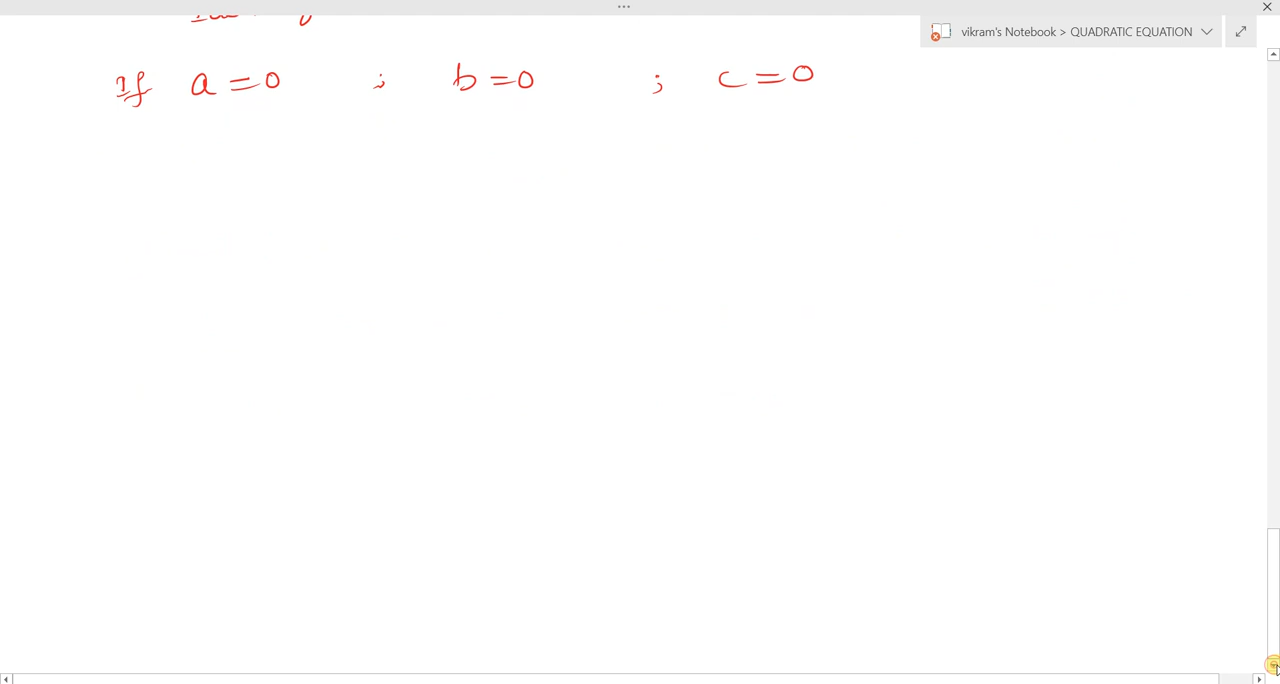 vikram's Notebook > QUADRATIC EQUATION
If a=0 ; b=0 ; c=0